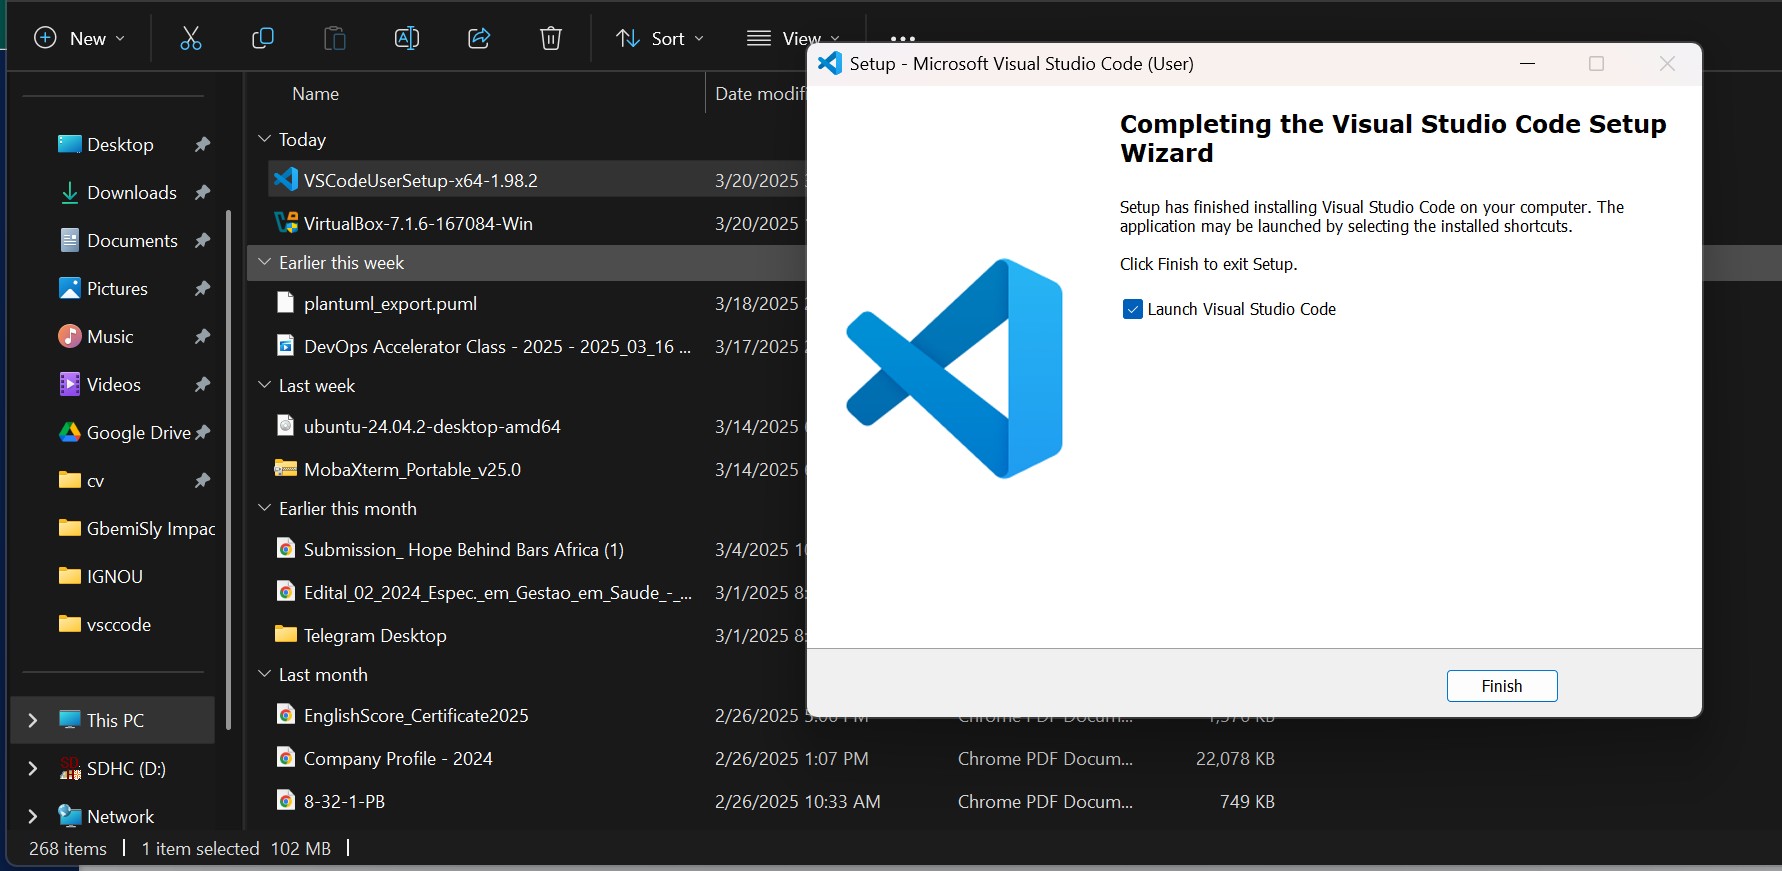 New
Sort
View
Name
Date modif
Desktop
Downloads
Documents
Pictures
Music
Videos
Google Drive
cv
GbemiSly Impac
IGNOU
vsccode
This PC
SDHC (D:)
Network
Today
VSCodeUserSetup-x64-1.98.2 3/20/2025
VirtualBox-7.1.6-167084-Win 3/20/2025
Earlier this week
plantuml_export.puml 3/18/2025
DevOps Accelerator Class - 2025 - 2025_03_16 ... 3/17/2025
Last week
ubuntu-24.04.2-desktop-amd64 3/14/2025
MobaXterm_Portable_v25.0 3/14/2025
Earlier this month
Submission_ Hope Behind Bars Africa (1) 3/4/2025
Edital_02_2024_Espec._em_Gestao_em_Saude_-_... 3/1/2025
Telegram Desktop 3/1/2025
Last month
EnglishScore_Certificate2025 2/26/2025
Company Profile - 2024 2/26/2025 1:07 PM Chrome PDF Docum... 22,078 KB
8-32-1-PB 2/26/2025 10:33 AM Chrome PDF Docum... 749 KB
268 items 1 item selected 102 MB
Setup - Microsoft Visual Studio Code (User)
Completing the Visual Studio Code Setup
Wizard
Setup has finished installing Visual Studio Code on your computer. The
application may be launched by selecting the installed shortcuts.
Click Finish to exit Setup.
Launch Visual Studio Code
Finish